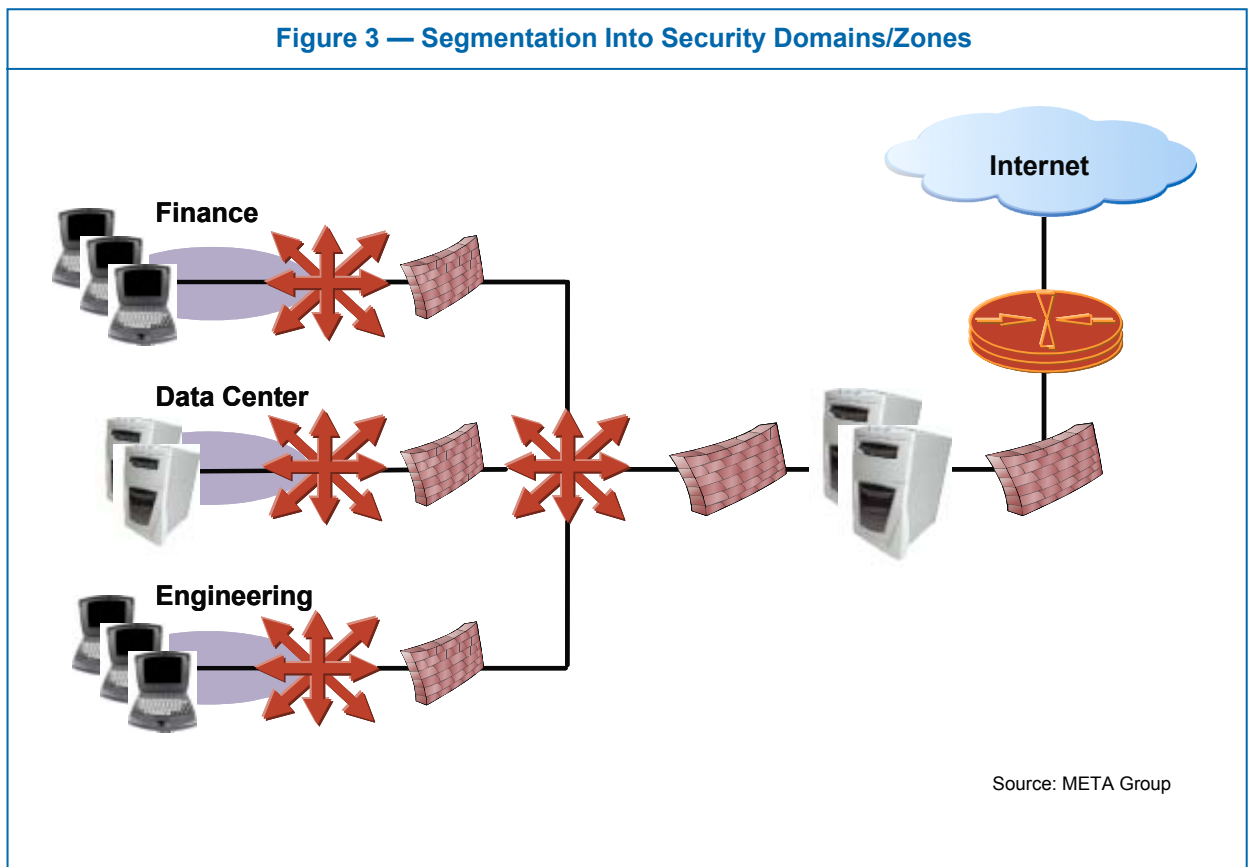 Figure 3 — Segmentation Into Security Domains/Zones
Internet
Finance
Data Center
Engineering
Source: META Group